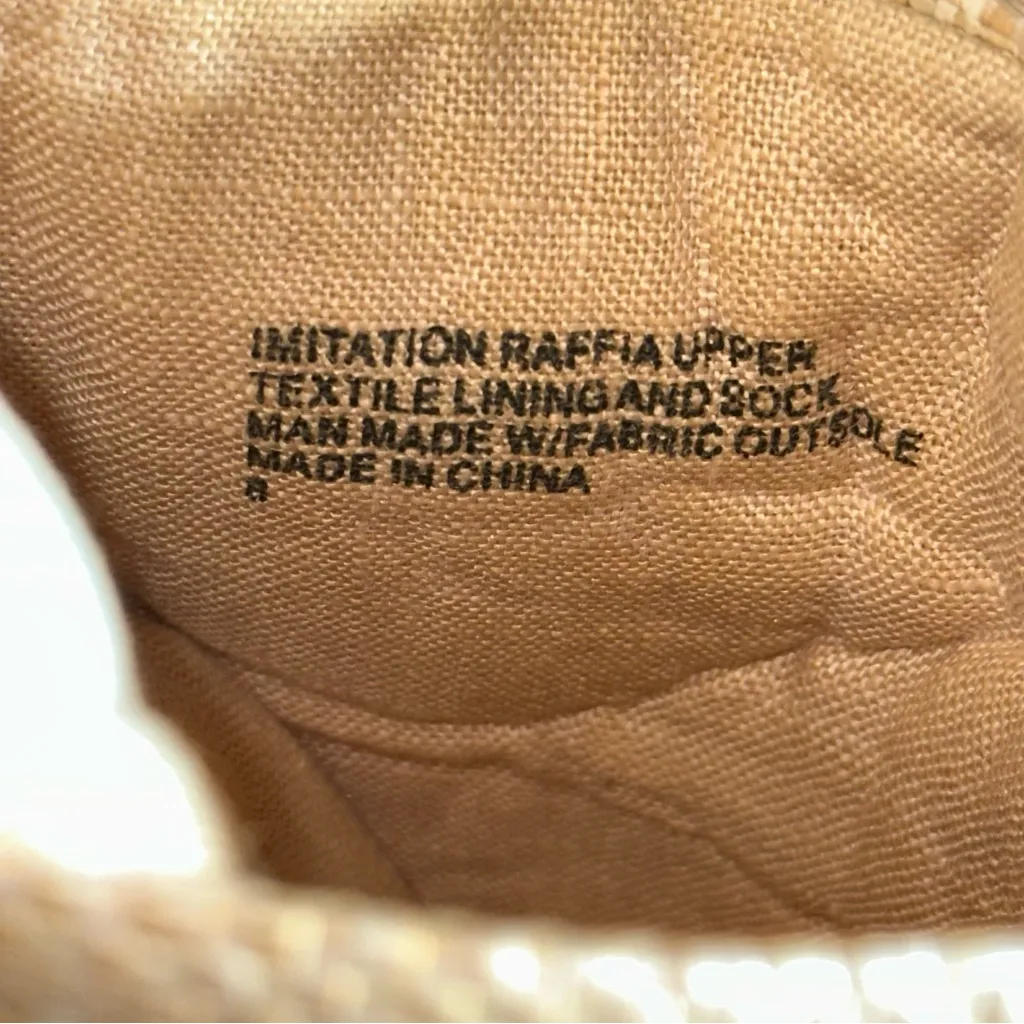 IMITATION RAFFIA UPPER
TEXTILE LINING AND SOCK
MAN MADE W/FABRIC OUTSOLE
MADE IN CHINA